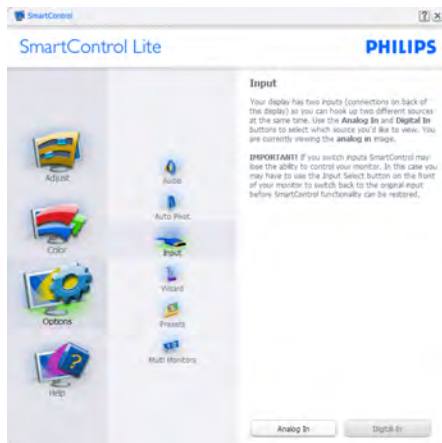 SmartControl
SmartControl Lite
PHILIPS
Adjust
Color
Options
Help
Audio
Auto Pivot
Input
Wizard
Presets
Multi Monitors
Input
Your display has two inputs (connections on back of
the display) so you can hook up two different sources
at the same time. Use the Analog In and Digital In
buttons to select which source you'd like to view. You
are currently viewing the analog in image.
IMPORTANT! If you switch inputs SmartControl may
lose the ability to control your monitor. In this case you
may have to use the Input Select button on the front
of your monitor to switch back to the original input
before SmartControl functionality can be restored.
Analog In
Digital In